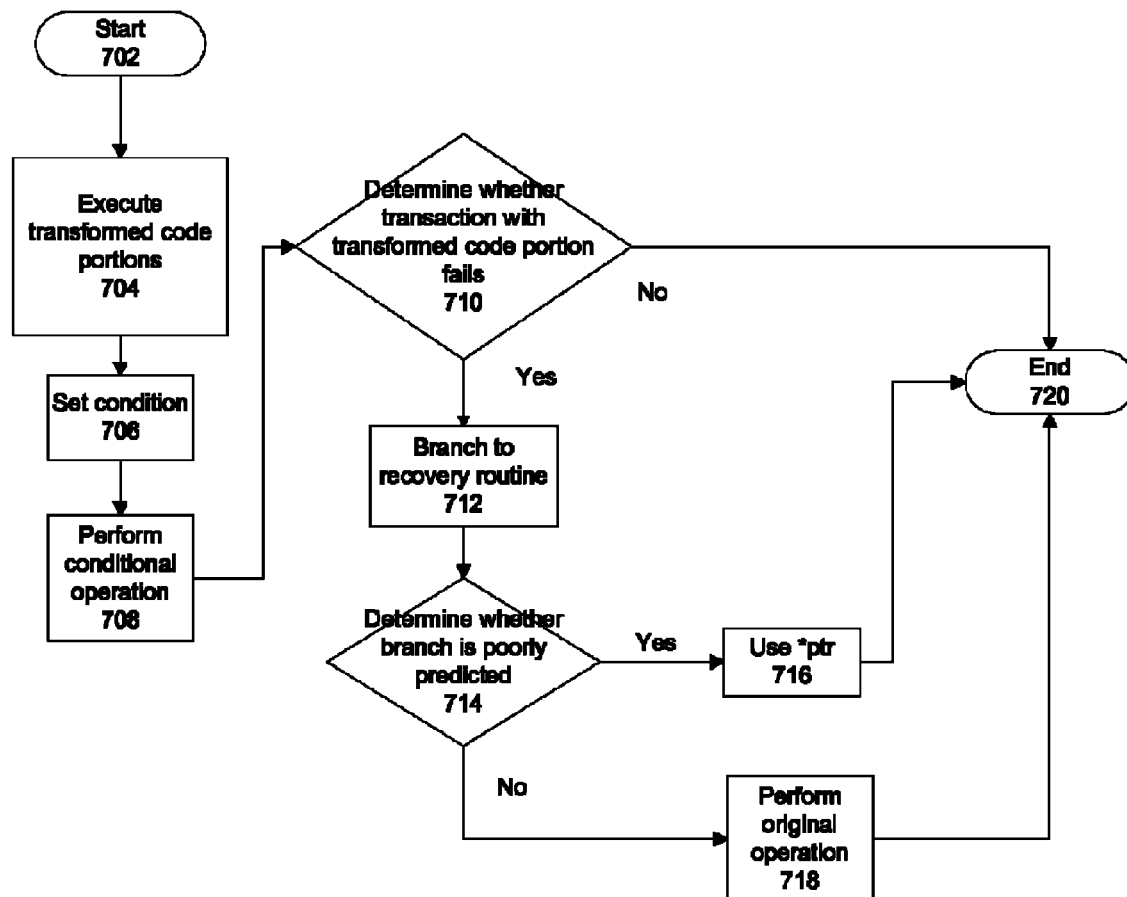 Start
702
Execute
transformed code
portions
704
Set condition
706
Perform
conditional
operation
708
Determine whether
transaction with
transformed code portion
fails
710
No
Yes
Branch to
recovery routine
712
Determine whether
branch is poorly
predicted
714
Yes
Use *ptr
716
No
Perform
original
operation
718
End
720